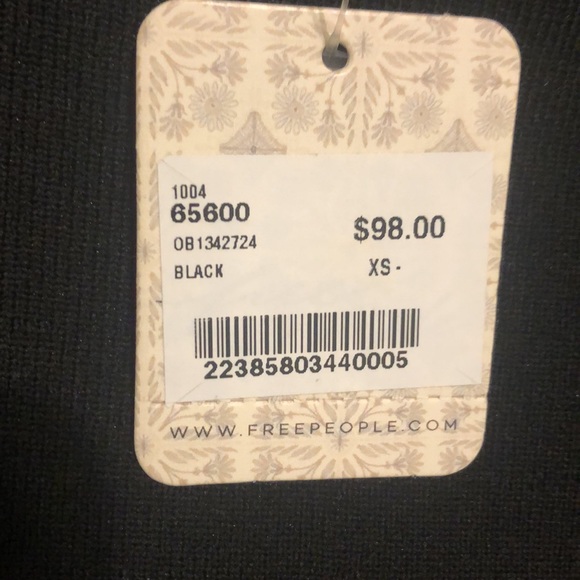 1004
65600
OB1342724
BLACK
$98.00
XS -
22385803440005
WWW.FREEPEOPLE.COM